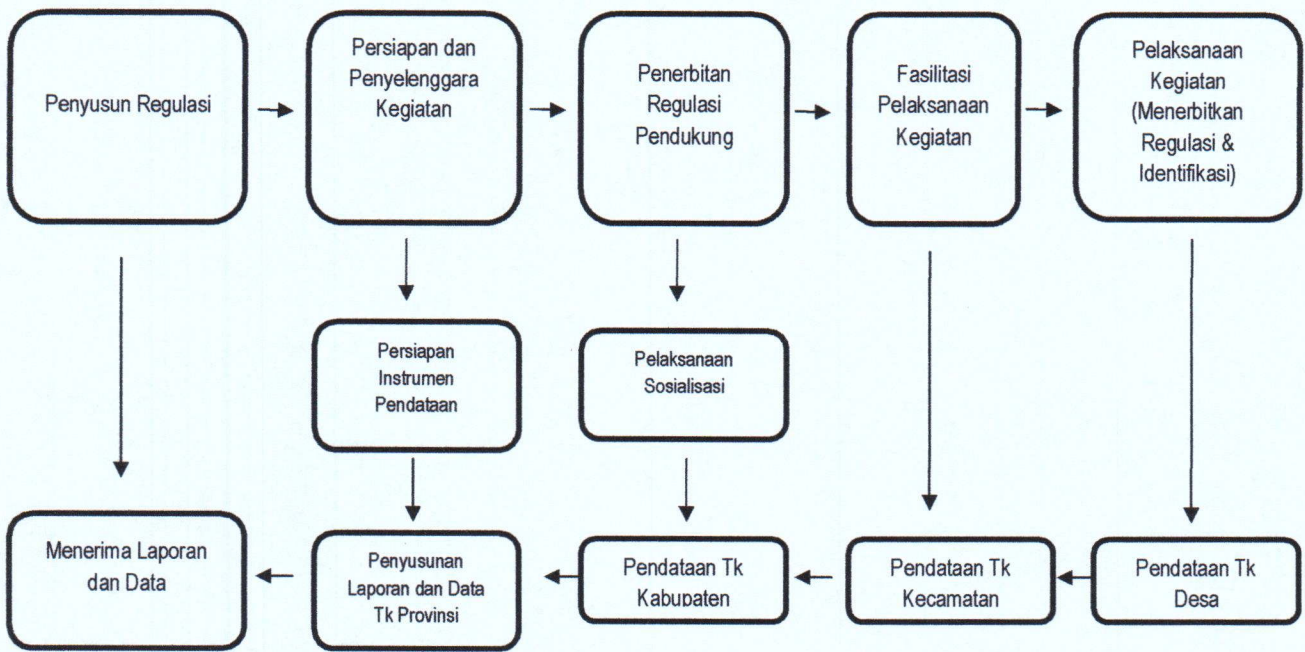 Penyusun Regulasi
Persiapan dan
Penyelenggara
Kegiatan
Penerbitan
Regulasi
Pendukung
Fasilitasi
Pelaksanaan
Kegiatan
Pelaksanaan
Kegiatan
(Menerbitkan
Regulasi &
Identifikasi)
Persiapan
Instrumen
Pendataan
Pelaksanaan
Sosialisasi
Menerima Laporan
dan Data
Penyusunan
Laporan dan Data
Tk Provinsi
Pendataan Tk
Kabupaten
Pendataan Tk
Kecamatan
Pendataan Tk
Desa